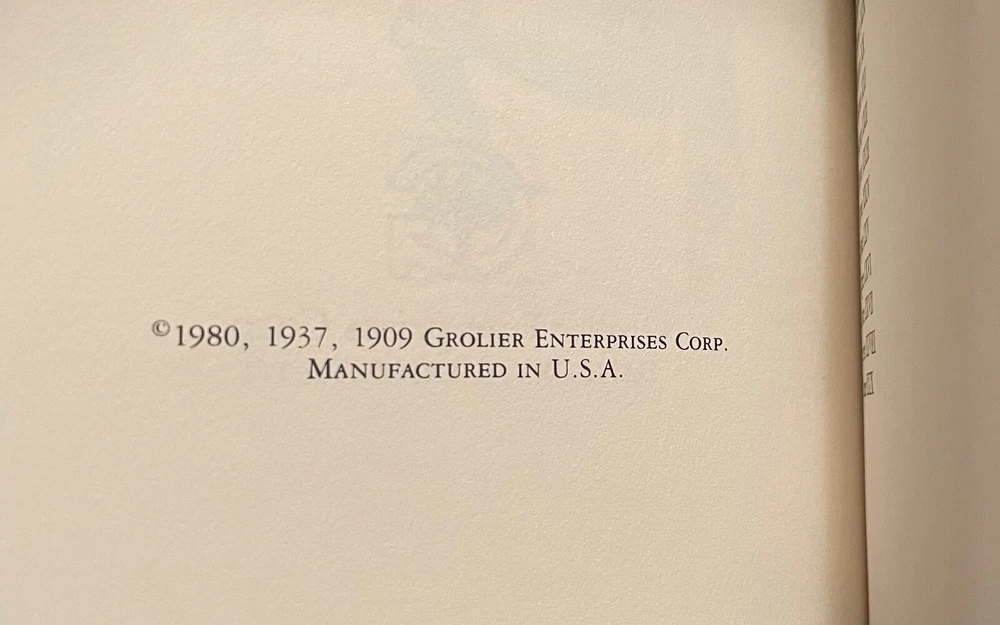 ©1980, 1937, 1909 GROLIER ENTERPRISES CORP.
MANUFACTURED IN U.S.A.